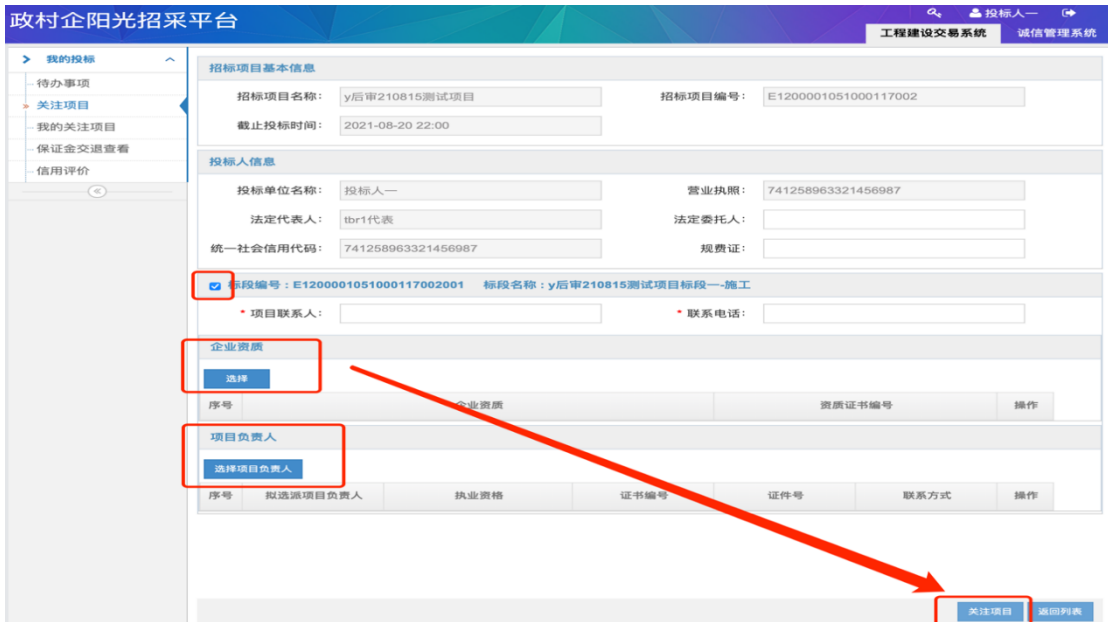 政村企阳光招采平台
投标人一
工程建设交易系统 诚信管理系统
我的投标
待办事项
关注项目
我的关注项目
保证金交退查看
信用评价
招标项目基本信息
招标项目名称： y后审210815测试项目 招标项目编号： E1200001051000117002
截止投标时间： 2021-08-20 22:00
投标人信息
投标单位名称： 投标人一 营业执照： 741258963321456987
法定代表人： tbr1代表 法定委托人：
统一社会信用代码： 741258963321456987 规费证：
标段编号：E1200001051000117002001 标段名称：y后审210815测试项目标段一-施工
* 项目联系人： * 联系电话：
企业资质
选择
序号 企业资质 资质证书编号 操作
项目负责人
选择项目负责人
序号 拟选派项目负责人 执业资格 证书编号 证件号 联系方式 操作
关注项目 返回列表